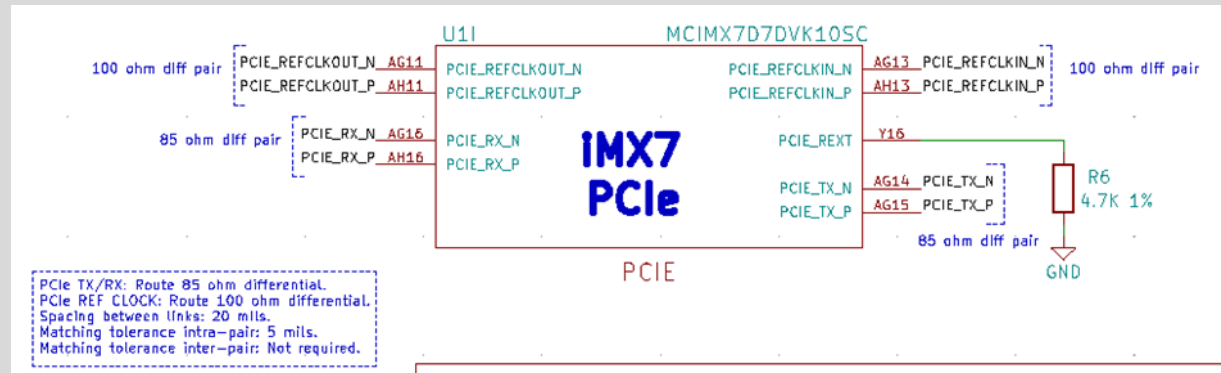 U1I
MCIMX7D7DVK10SC
100 ohm diff pair
PCIE_REFCLKOUT_N AG11
PCIE_REFCLKOUT_P AH11
PCIE_REFCLKOUT_N
PCIE_REFCLKOUT_P
PCIE_REFCLKIN_N
PCIE_REFCLKIN_P
AG13 PCIE_REFCLKIN_N
AH13 PCIE_REFCLKIN_P
100 ohm diff pair
85 ohm diff pair
PCIE_RX_N AG16
PCIE_RX_P AH16
PCIE_RX_N
PCIE_RX_P
iMX7
PCIe
PCIE_REXT
Y16
PCIE_TX_N
PCIE_TX_P
AG14 PCIE_TX_N
AG15 PCIE_TX_P
85 ohm diff pair
R6
4.7K 1%
GND
PCIE
PCIe TX/RX: Route 85 ohm differential.
PCIe REF CLOCK: Route 100 ohm differential.
Spacing between links: 20 mils.
Matching tolerance intra-pair: 5 mils.
Matching tolerance inter-pair: Not required.